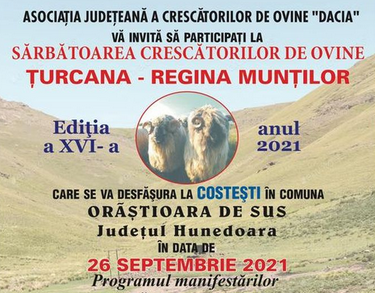 ASOCIAȚIA JUDEȚEANĂ A CRESCĂTORILOR DE OVINE "DACIA"
VĂ INVITĂ SĂ PARTICIPAȚI LA
SĂRBĂTOAREA CRESCĂTORILOR DE OVINE
ȚURCANA - REGINA MUNȚILOR
Ediţia
a XVI- a
anul
2021
CARE SE VA DESFĂȘURA LA COSTEȘTI ÎN COMUNA
ORĂȘTIOARA DE SUS
Județul Hunedoara
ÎN DATA DE
26 SEPTEMBRIE 2021
Programul manifestărilor